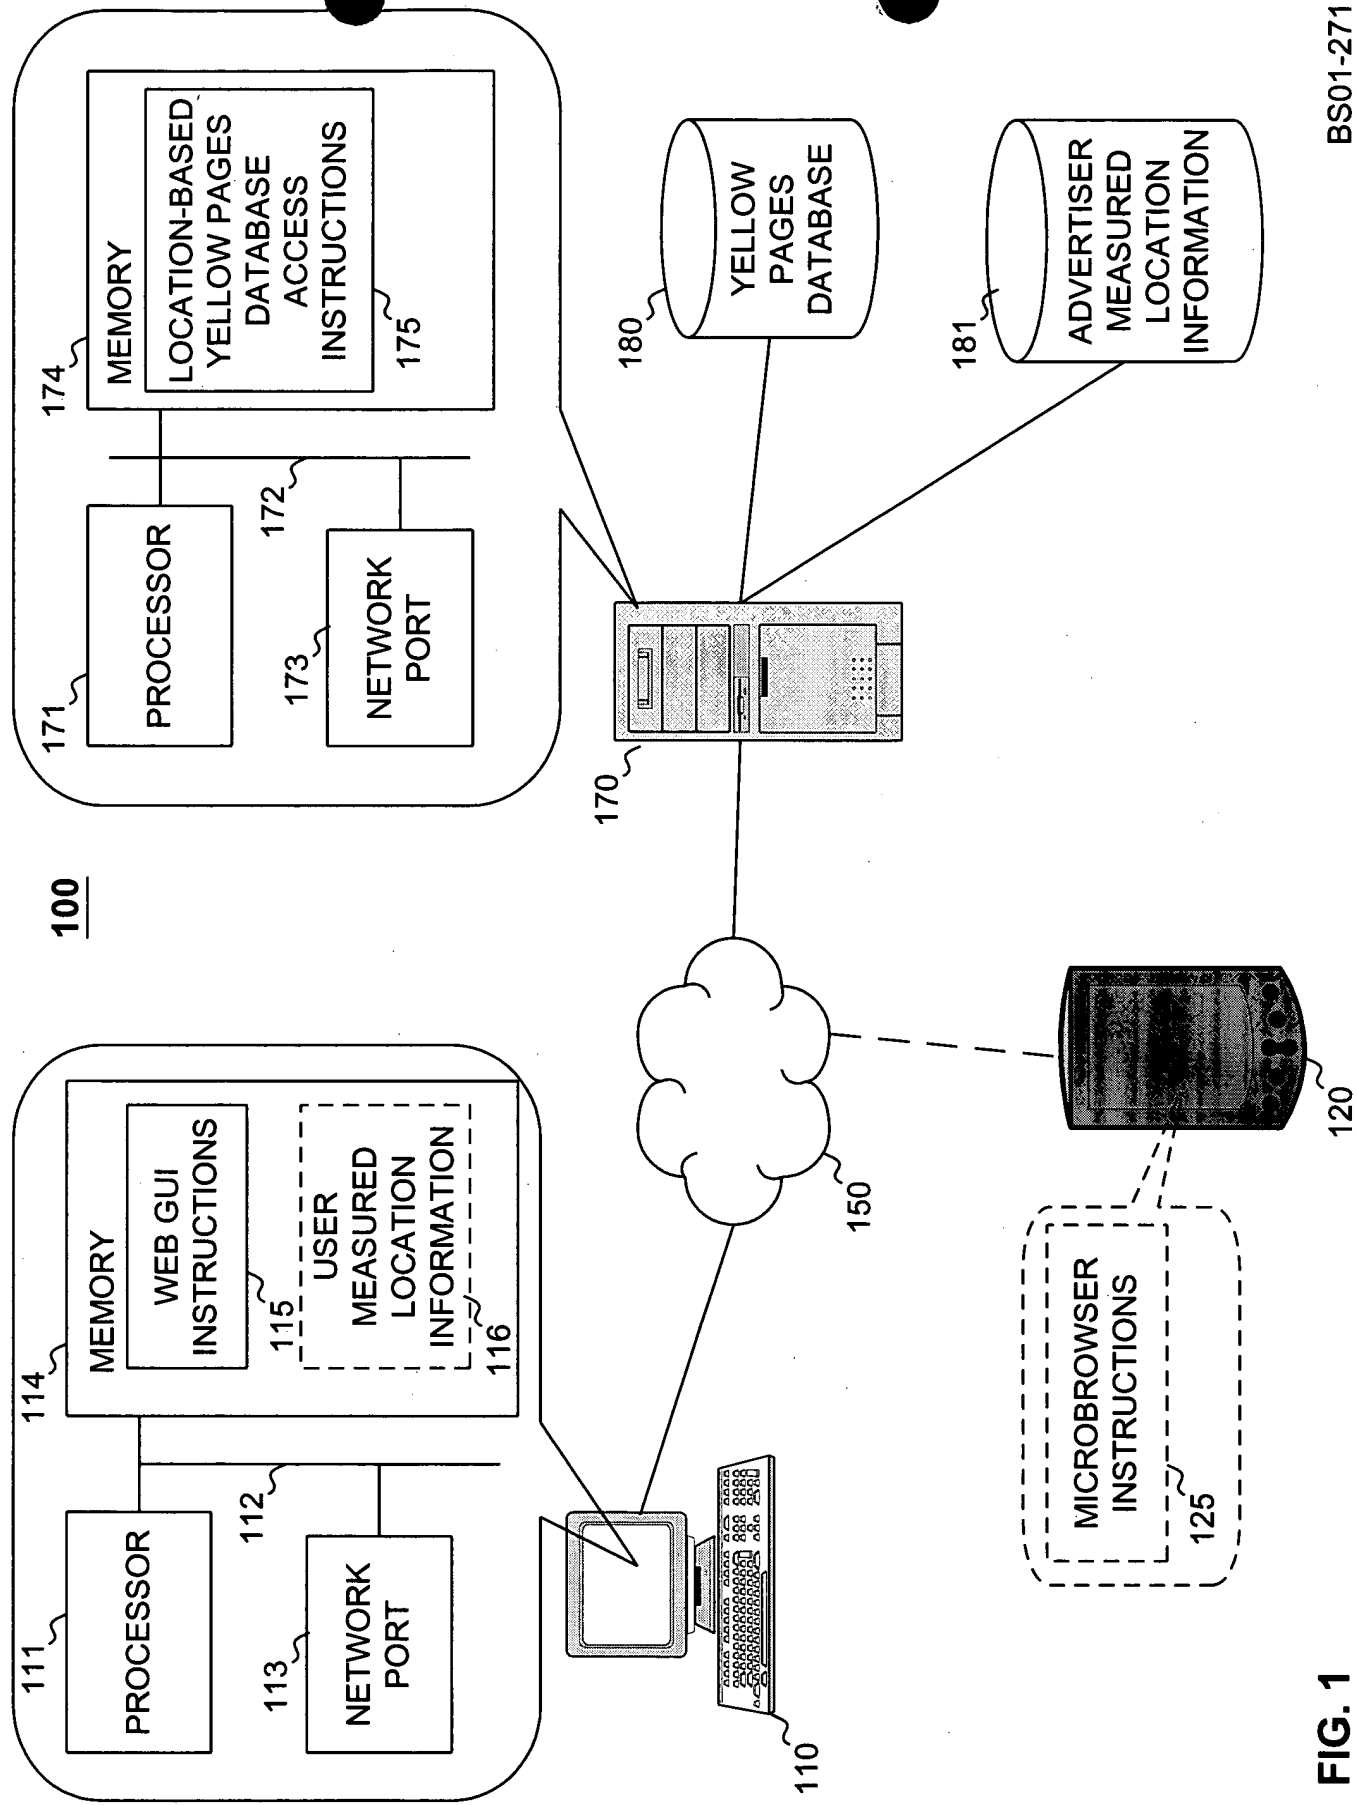 100
111
PROCESSOR
112
113
NETWORK
PORT
114
MEMORY
WEB GUI
INSTRUCTIONS
115
USER
MEASURED
LOCATION
INFORMATION
116
110
171
PROCESSOR
172
173
NETWORK
PORT
174
MEMORY
LOCATION-BASED
YELLOW PAGES
DATABASE
ACCESS
INSTRUCTIONS
175
170
150
180
YELLOW
PAGES
DATABASE
181
ADVERTISER
MEASURED
LOCATION
INFORMATION
MICROBROWSER
INSTRUCTIONS
125
120
FIG. 1
BS01-271